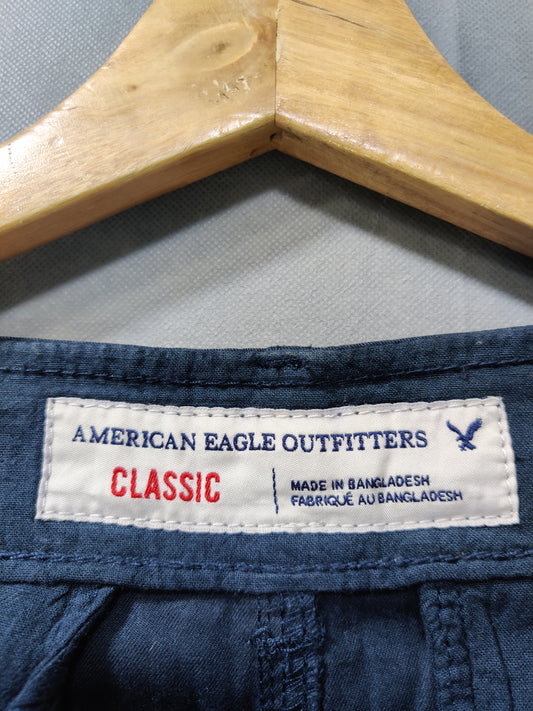 AMERICAN EAGLE OUTFITTERS
CLASSIC
MADE IN BANGLADESH
FABRIQUÉ AU BANGLADESH